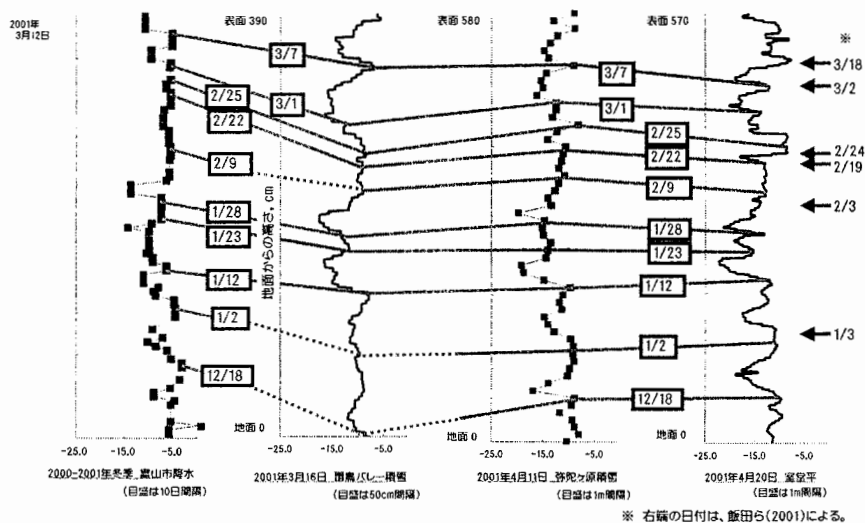 2001年
3月12日
表面 390
表面 580
表面 570
※
3/7
3/7
3/18
3/2
2/25
3/1
3/1
2/22
2/25
2/24
2/22
2/19
2/9
2/9
2/3
1/28
1/28
1/23
1/23
1/12
1/12
1/2
1/2
1/3
12/18
12/18
地面からの高さ, cm
地面 0
地面 0
地面 0
-25.0 -15.0 -5.0
-25.0 -15.0 -5.0
-25.0 -15.0 -5.0
-25.0 -15.0 -5.0
2000-2001年冬季 富山市降水
(目盛は10日間隔)
2001年3月16日 雷鳥バレー積雪
(目盛は50cm間隔)
2001年4月11日 弥陀ヶ原積雪
(目盛は1m間隔)
2001年4月20日 室堂平
(目盛は1m間隔)
※ 右端の日付は、飯田ら(2001)による。